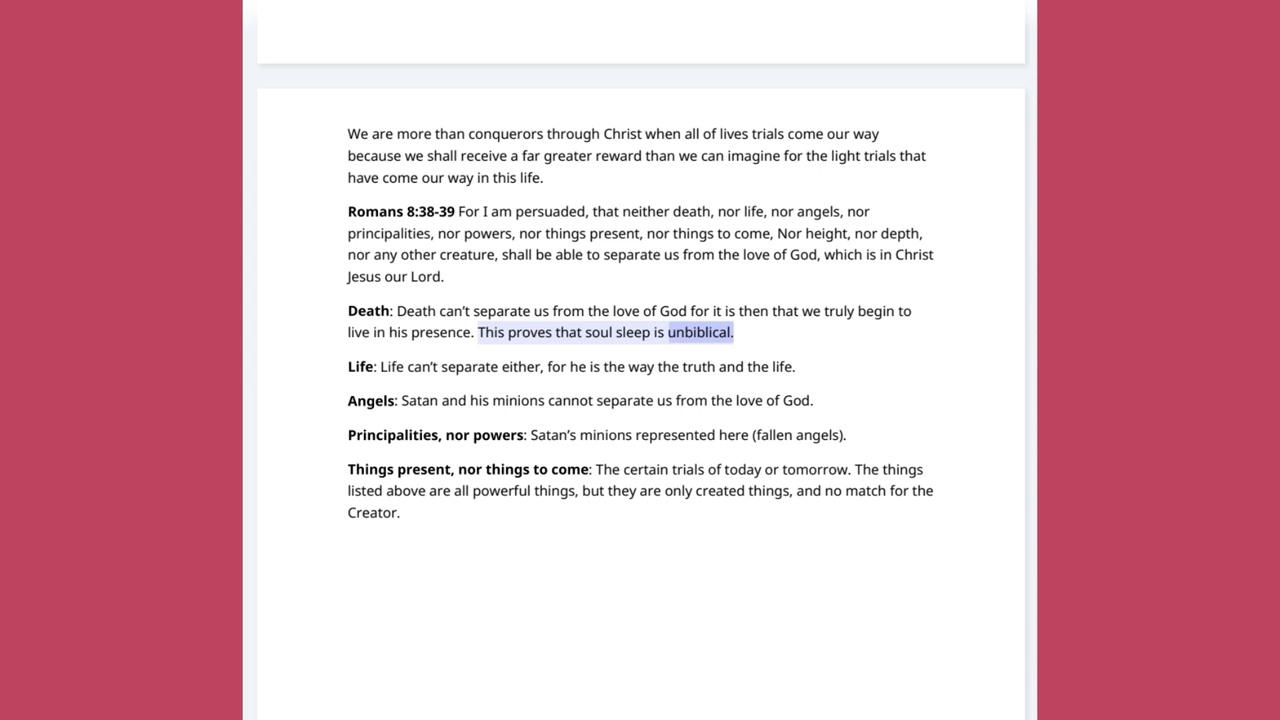 We are more than conquerors through Christ when all of lives trials come our way
because we shall receive a far greater reward than we can imagine for the light trials that
have come our way in this life.
Romans 8:38-39 For I am persuaded, that neither death, nor life, nor angels, nor
principalities, nor powers, nor things present, nor things to come, Nor height, nor depth,
nor any other creature, shall be able to separate us from the love of God, which is in Christ
Jesus our Lord.
Death: Death can’t separate us from the love of God for it is then that we truly begin to
live in his presence. This proves that soul sleep is unbiblical.
Life: Life can’t separate either, for he is the way the truth and the life.
Angels: Satan and his minions cannot separate us from the love of God.
Principalities, nor powers: Satan’s minions represented here (fallen angels).
Things present, nor things to come: The certain trials of today or tomorrow. The things
listed above are all powerful things, but they are only created things, and no match for the
Creator.